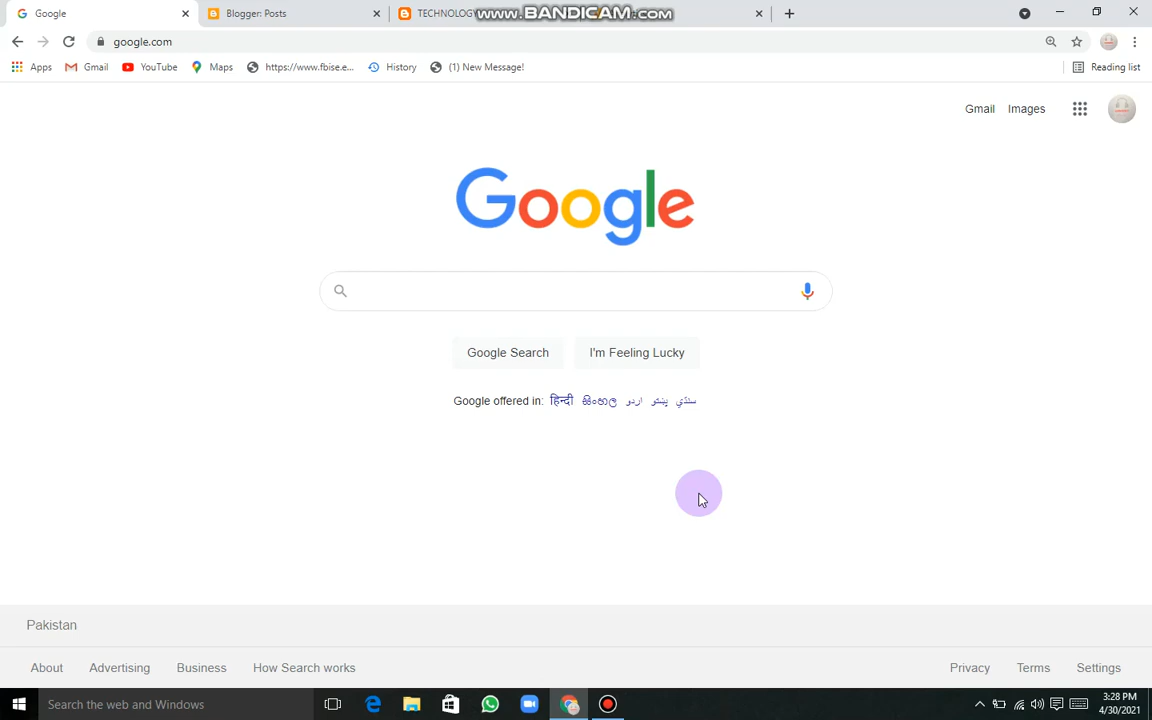 Google
Blogger: Posts
TECHNOLOGY
www.BANDICAM.com
google.com
Apps
Gmail
YouTube
Maps
https://www.fbise.e...
History
(1) New Message!
Reading list
Gmail
Images
Google
Google Search
I'm Feeling Lucky
Google offered in: हिन्दी සිංහල اردو پښتو سنڌي
Pakistan
About
Advertising
Business
How Search works
Privacy
Terms
Settings
Search the web and Windows
3:28 PM
4/30/2021